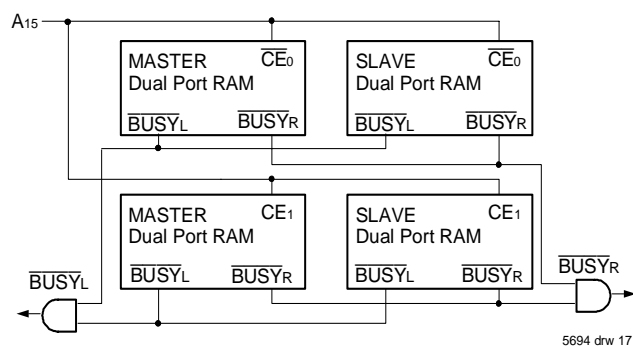 A15
MASTER
Dual Port RAM
CE0
BUSYL
BUSYR
SLAVE
Dual Port RAM
CE0
BUSYL
BUSYR
MASTER
Dual Port RAM
CE1
BUSYL
BUSYR
SLAVE
Dual Port RAM
CE1
BUSYL
BUSYR
BUSYL
BUSYR
5694 drw 17